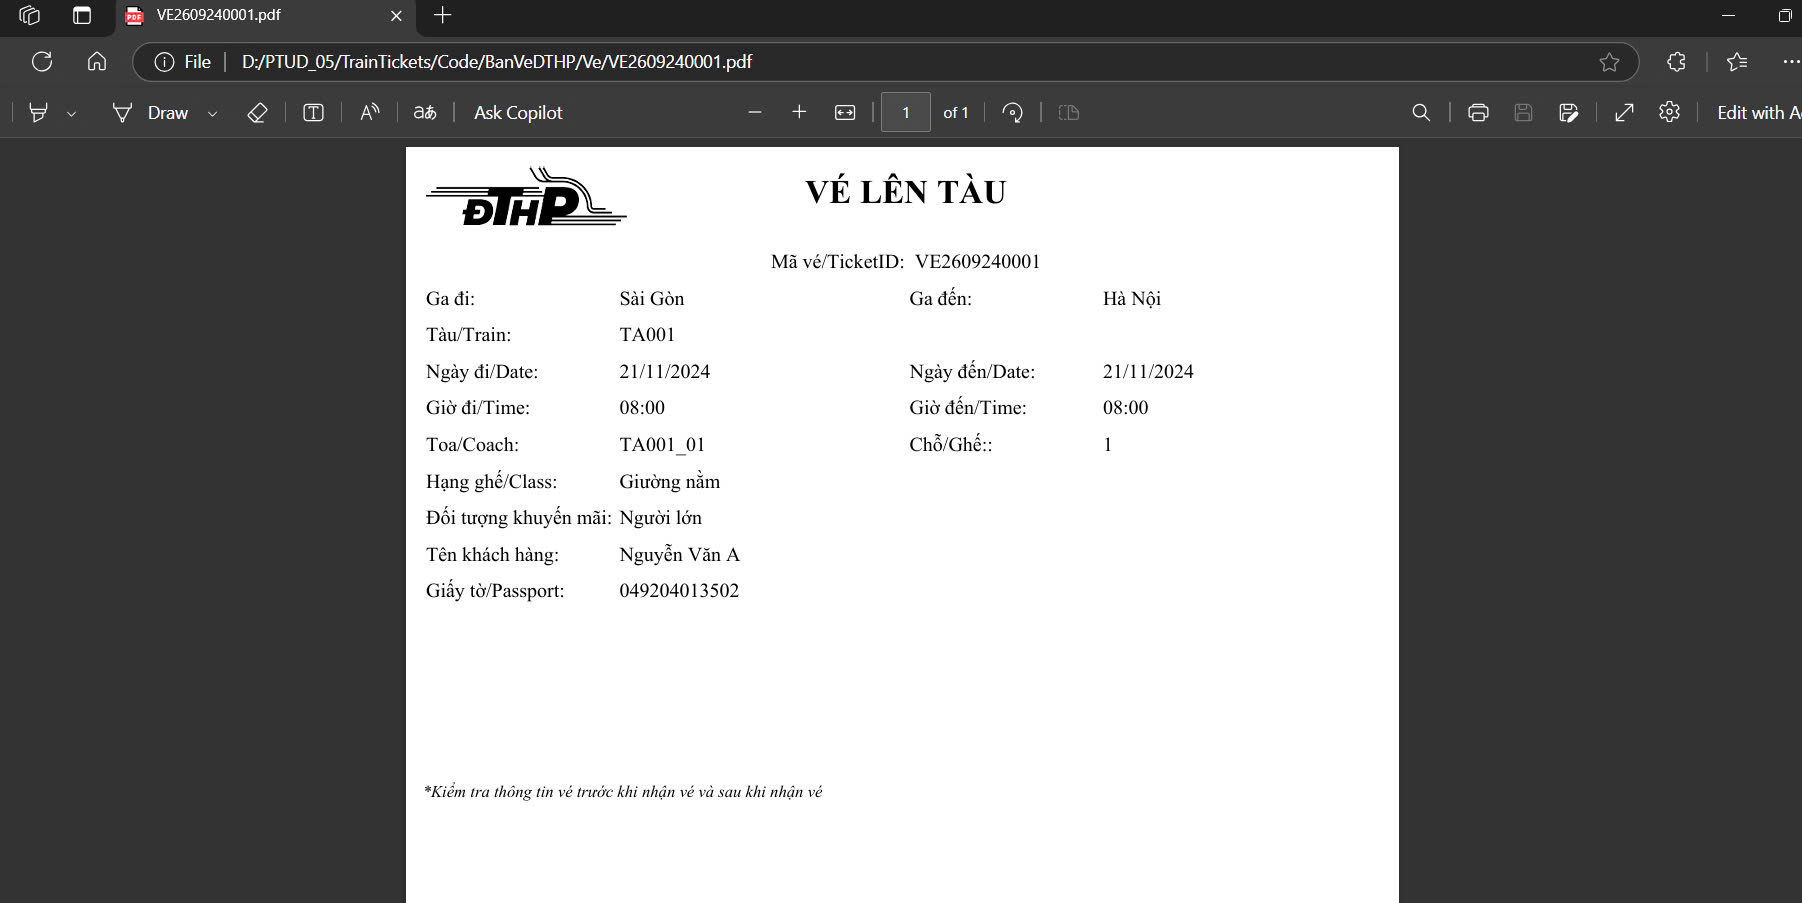 VE2609240001.pdf
File D:/PTUD_05/TrainTickets/Code/BanVeDTHP/Ve/VE2609240001.pdf
Draw T A aあ Ask Copilot 1 of 1 Edit with A
ĐTHP
VÉ LÊN TÀU
Mã vé/TicketID: VE2609240001
Ga đi: Sài Gòn Ga đến: Hà Nội
Tàu/Train: TA001
Ngày đi/Date: 21/11/2024 Ngày đến/Date: 21/11/2024
Giờ đi/Time: 08:00 Giờ đến/Time: 08:00
Toa/Coach: TA001_01 Chỗ/Ghế:: 1
Hạng ghế/Class: Giường nằm
Đối tượng khuyến mãi: Người lớn
Tên khách hàng: Nguyễn Văn A
Giấy tờ/Passport: 049204013502
*Kiểm tra thông tin vé trước khi nhận vé và sau khi nhận vé